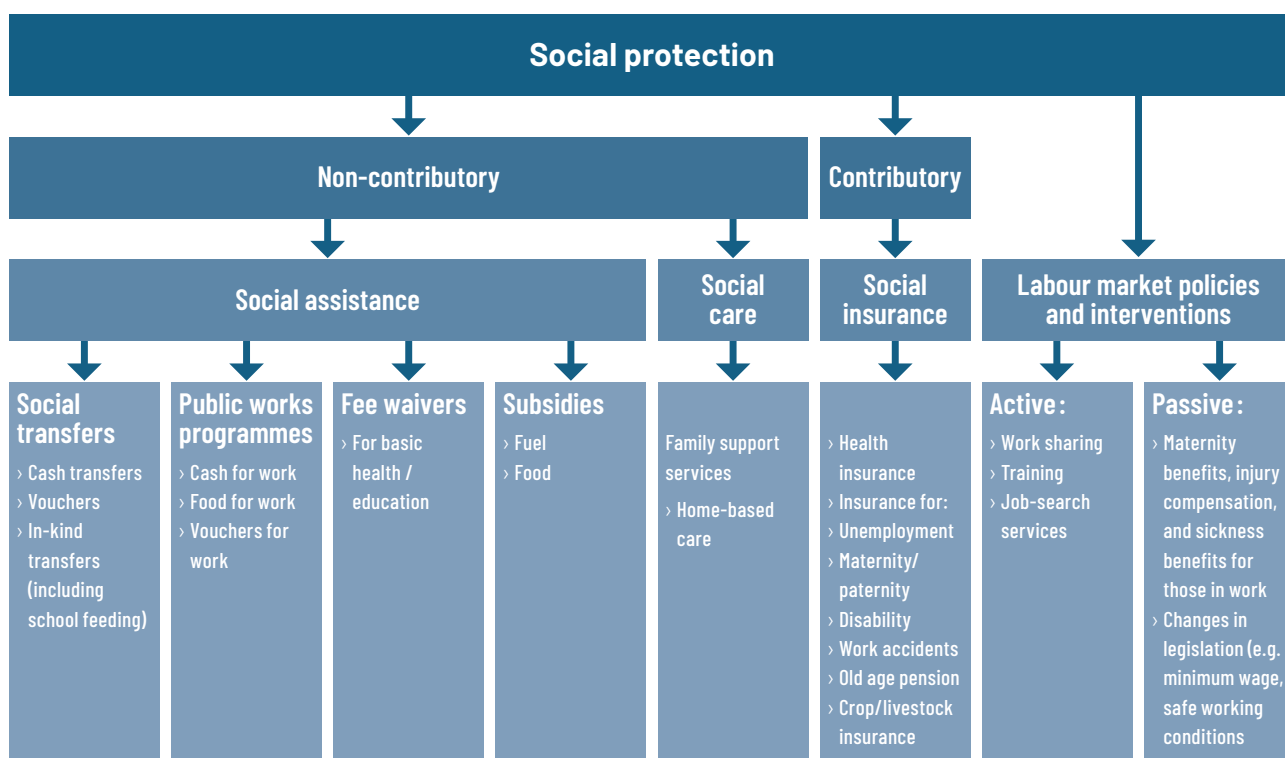 Social protection
Non-contributory
Contributory
Social assistance
Social
care
Social
insurance
Labour market policies
and interventions
Social
transfers
› Cash transfers
› Vouchers
› In-kind
transfers
(including
school feeding)
Public works
programmes
› Cash for work
› Food for work
› Vouchers for
work
Fee waivers
› For basic
health /
education
Subsidies
› Fuel
› Food
Family support
services
› Home-based
care
› Health
insurance
› Insurance for:
› Unemployment
› Maternity/
paternity
› Disability
› Work accidents
› Old age pension
› Crop/livestock
insurance
Active:
› Work sharing
› Training
› Job-search
services
Passive:
› Maternity
benefits, injury
compensation,
and sickness
benefits for
those in work
› Changes in
legislation (e.g.
minimum wage,
safe working
conditions